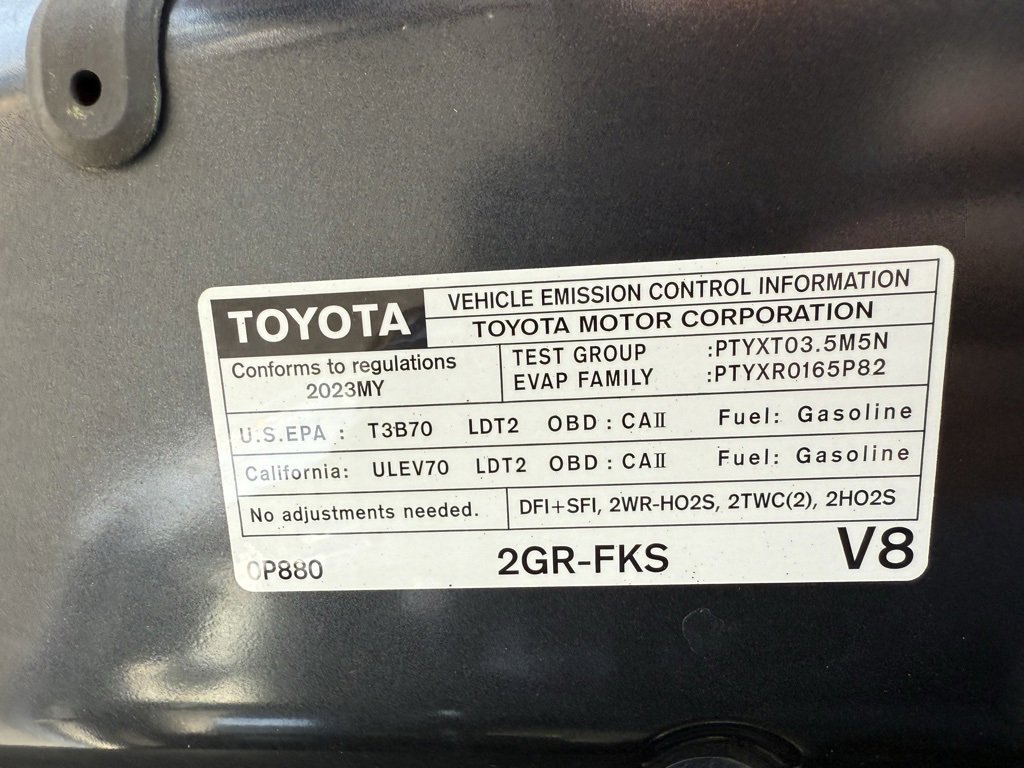 TOYOTA
VEHICLE EMISSION CONTROL INFORMATION
TOYOTA MOTOR CORPORATION
Conforms to regulations
2023MY
TEST GROUP :PTYXT03.5M5N
EVAP FAMILY :PTYXR0165P82
U.S.EPA : T3B70 LDT2 OBD : CAII Fuel: Gasoline
California: ULEV70 LDT2 OBD : CAII Fuel: Gasoline
No adjustments needed.
DFI+SFI, 2WR-HO2S, 2TWC(2), 2HO2S
0P880 2GR-FKS V8